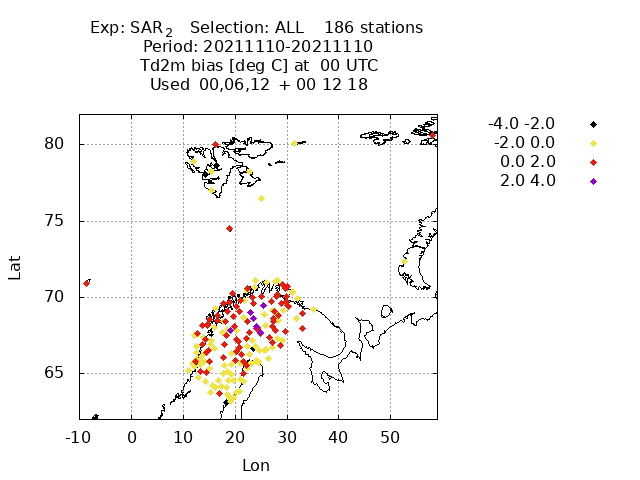 Exp: SAR₂   Selection: ALL    186 stations
Period: 20211110-20211110
Td2m bias [deg C] at  00 UTC
Used  00,06,12  + 00 12 18
-4.0 -2.0
-2.0 0.0
0.0 2.0
2.0 4.0
80
75
70
65
Lat
-10 0 10 20 30 40 50
Lon